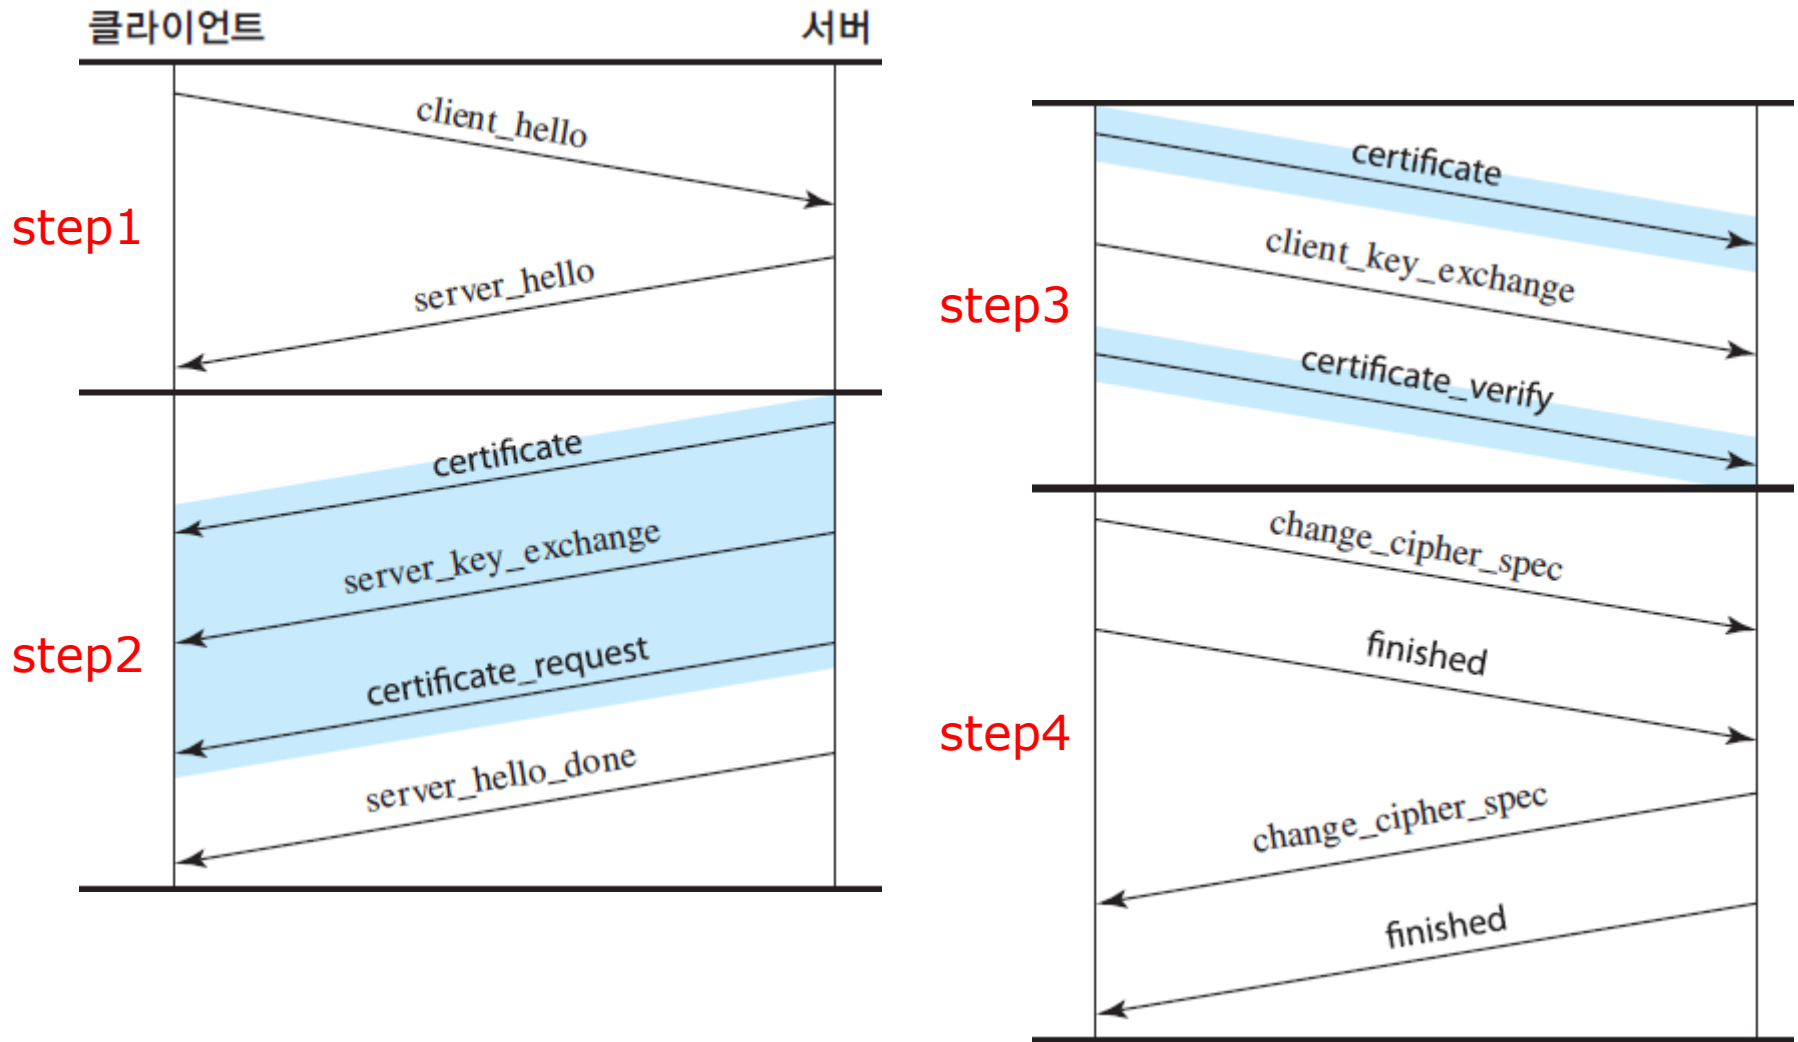 클라이언트 서버
client_hello
step1
server_hello
certificate
server_key_exchange
step2
certificate_request
server_hello_done
certificate
client_key_exchange
step3
certificate_verify
change_cipher_spec
finished
step4
change_cipher_spec
finished